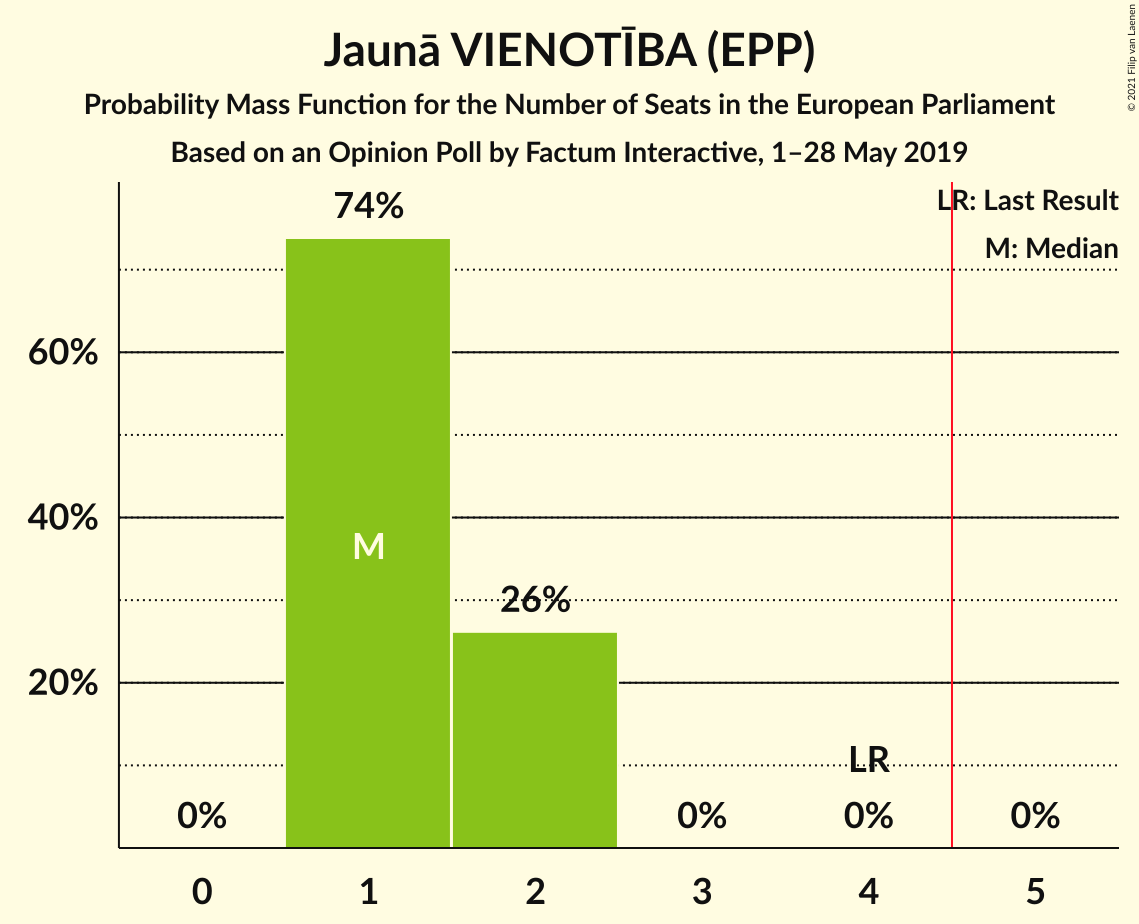 Jaunā VIENOTĪBA (EPP)
Probability Mass Function for the Number of Seats in the European Parliament
Based on an Opinion Poll by Factum Interactive, 1–28 May 2019
© 2021 Filip van Laenen
LR: Last Result
M: Median
74%
60%
40%
M
26%
20%
LR
0% 0% 0% 0%
0 1 2 3 4 5